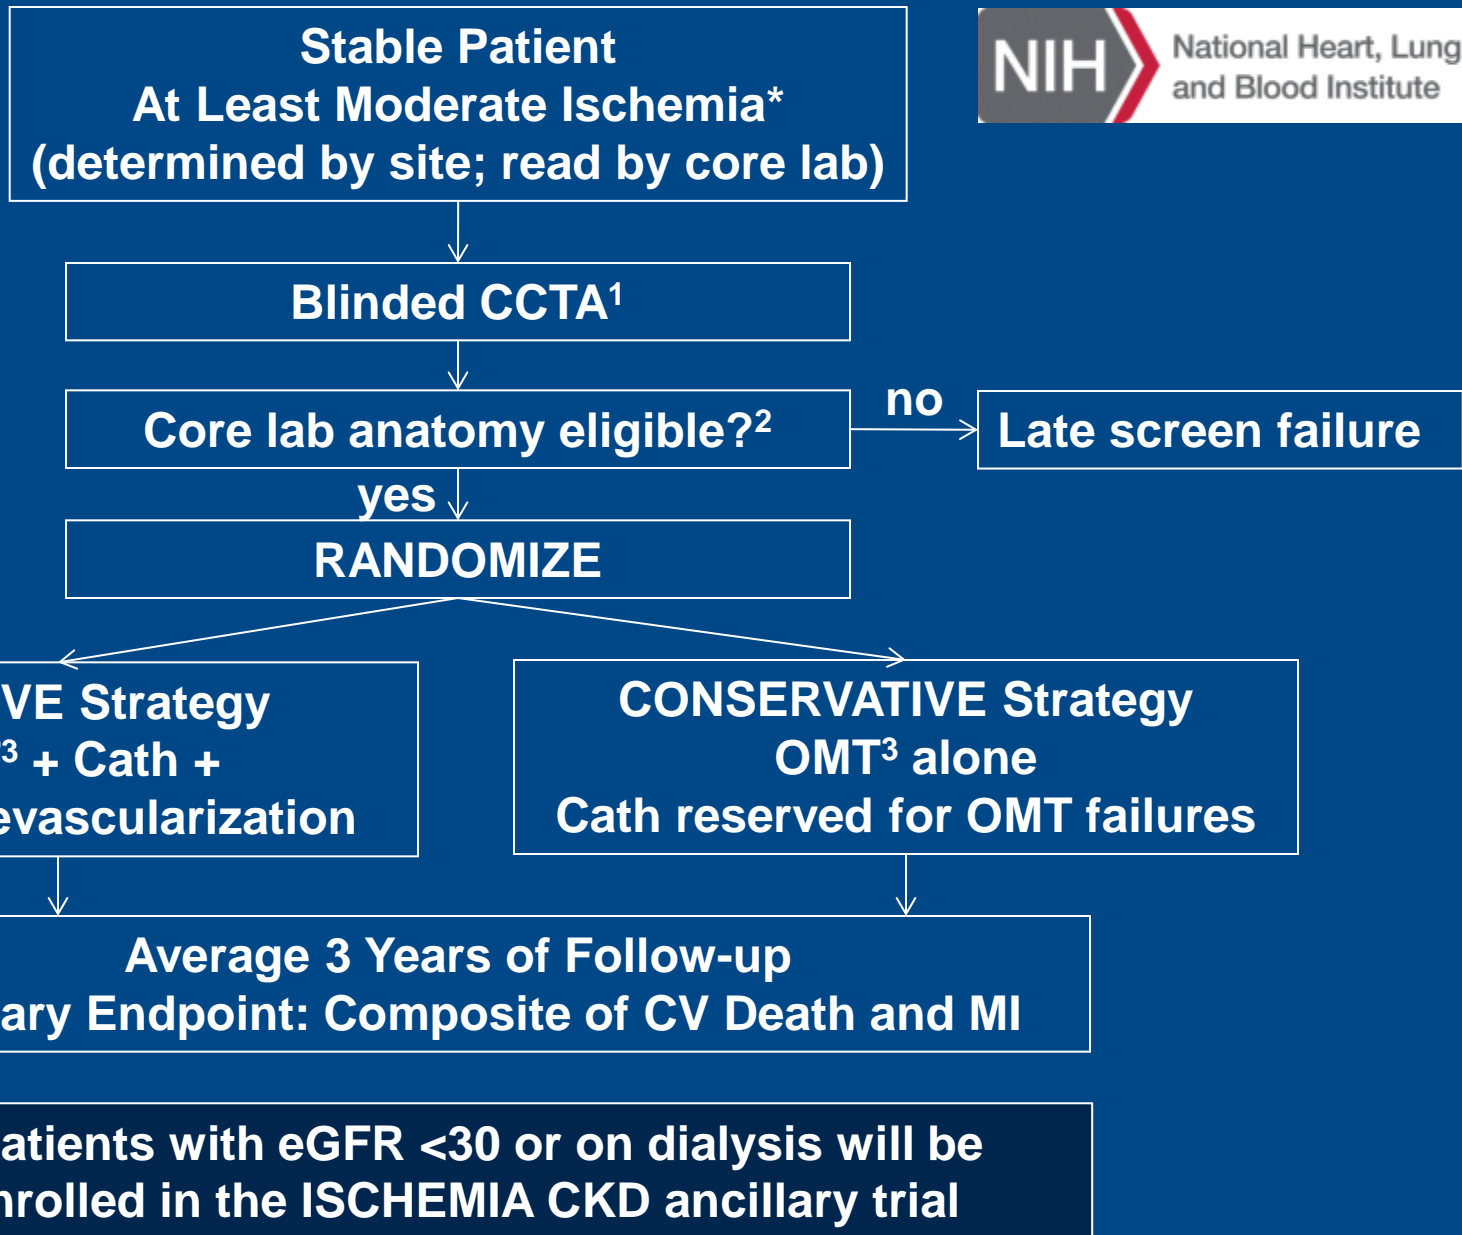 Stable Patient
At Least Moderate Ischemia*
(determined by site; read by core lab)
NIH
National Heart, Lung
and Blood Institute
Blinded CCTA¹
Core lab anatomy eligible?²
no
Late screen failure
yes
RANDOMIZE
VE Strategy
³ + Cath +
evascularization
CONSERVATIVE Strategy
OMT³ alone
Cath reserved for OMT failures
Average 3 Years of Follow-up
ary Endpoint: Composite of CV Death and MI
atients with eGFR <30 or on dialysis will be
nrolled in the ISCHEMIA CKD ancillary trial